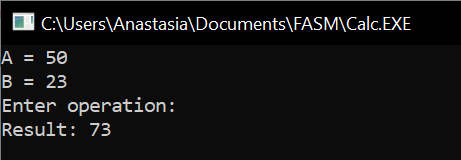 C:\Users\Anastasia\Documents\FASM\Calc.EXE
A = 50
B = 23
Enter operation:
Result: 73